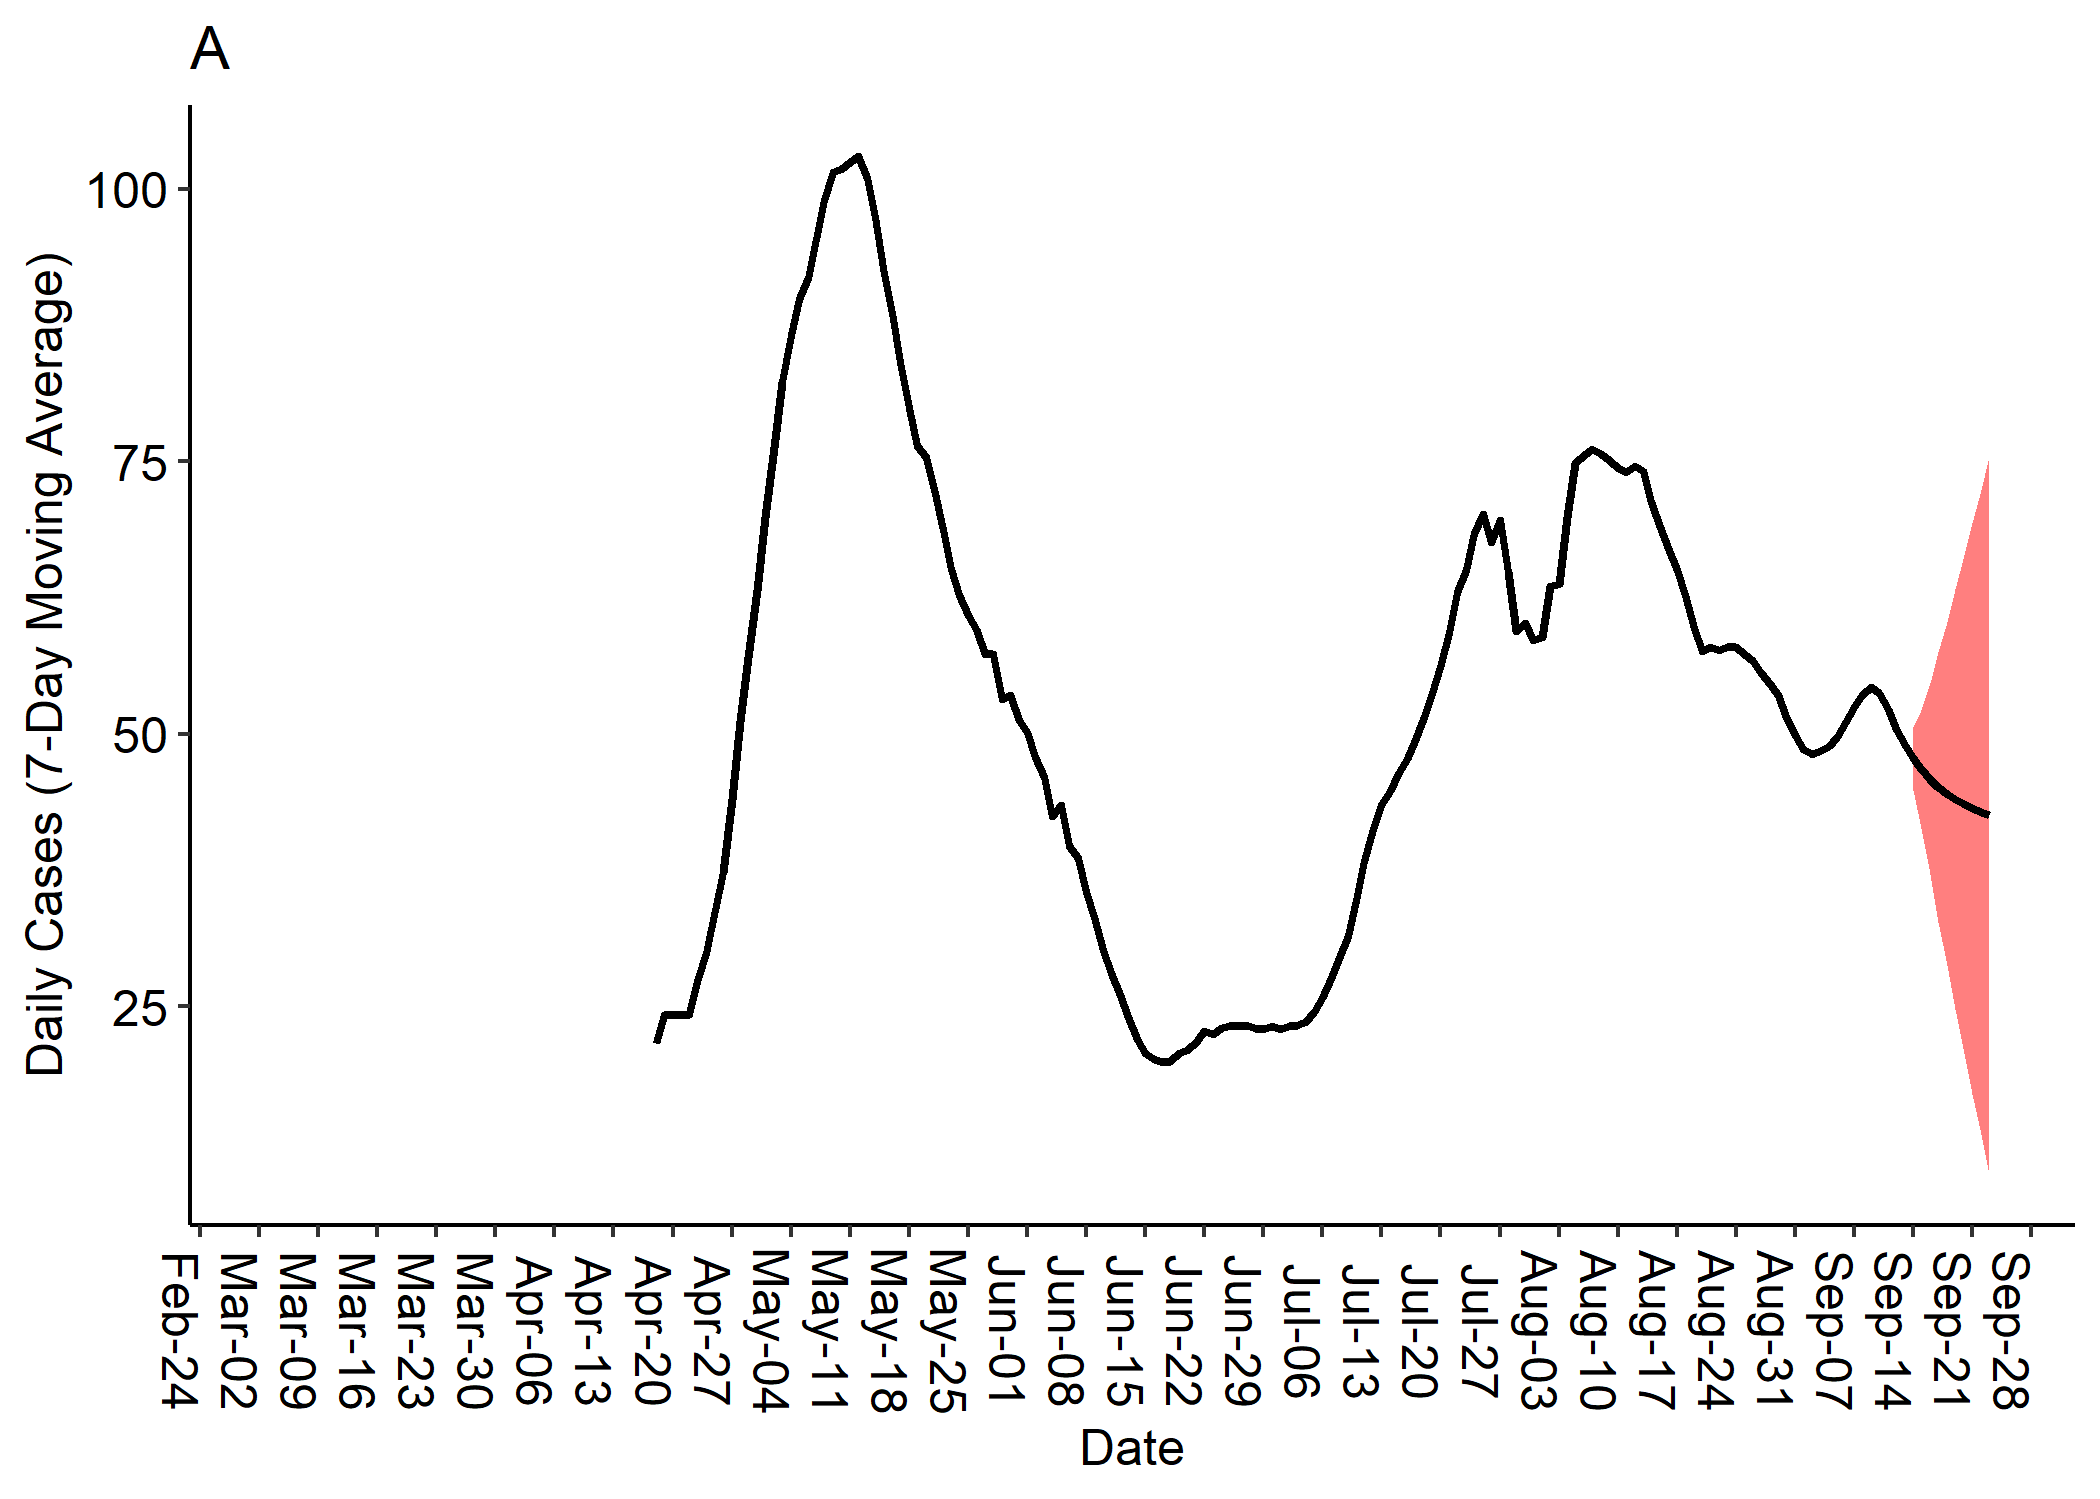 A
Daily Cases (7-Day Moving Average)
100
75
50
25
Feb-24
Mar-02
Mar-09
Mar-16
Mar-23
Mar-30
Apr-06
Apr-13
Apr-20
Apr-27
May-04
May-11
May-18
May-25
Jun-01
Jun-08
Jun-15
Jun-22
Jun-29
Jul-06
Jul-13
Jul-20
Jul-27
Aug-03
Aug-10
Aug-17
Aug-24
Aug-31
Sep-07
Sep-14
Sep-21
Sep-28
Date